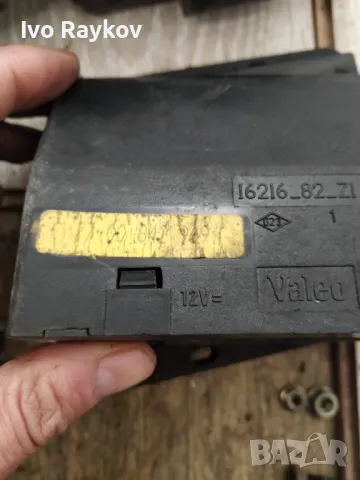 Ivo Raykov
16216_82_Z1
1
12V=
Valeo
BAZAR